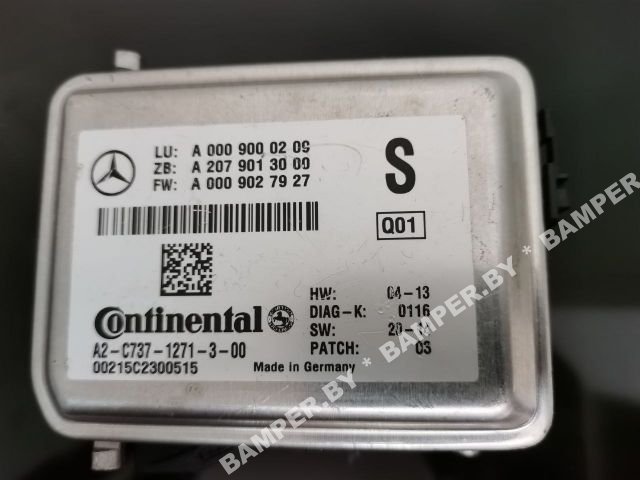 LU: A 000 900 02 06
ZB: A 207 901 30 00
FW: A 000 902 79 27
S
Q01
Continental
A2-C737-1271-3-00
00215C2300515
HW: 04-13
DIAG-K: 0116
SW:
PATCH: 03
Made in Germany
BAMPER.BY * BAMPER.BY * BAMPER.BY